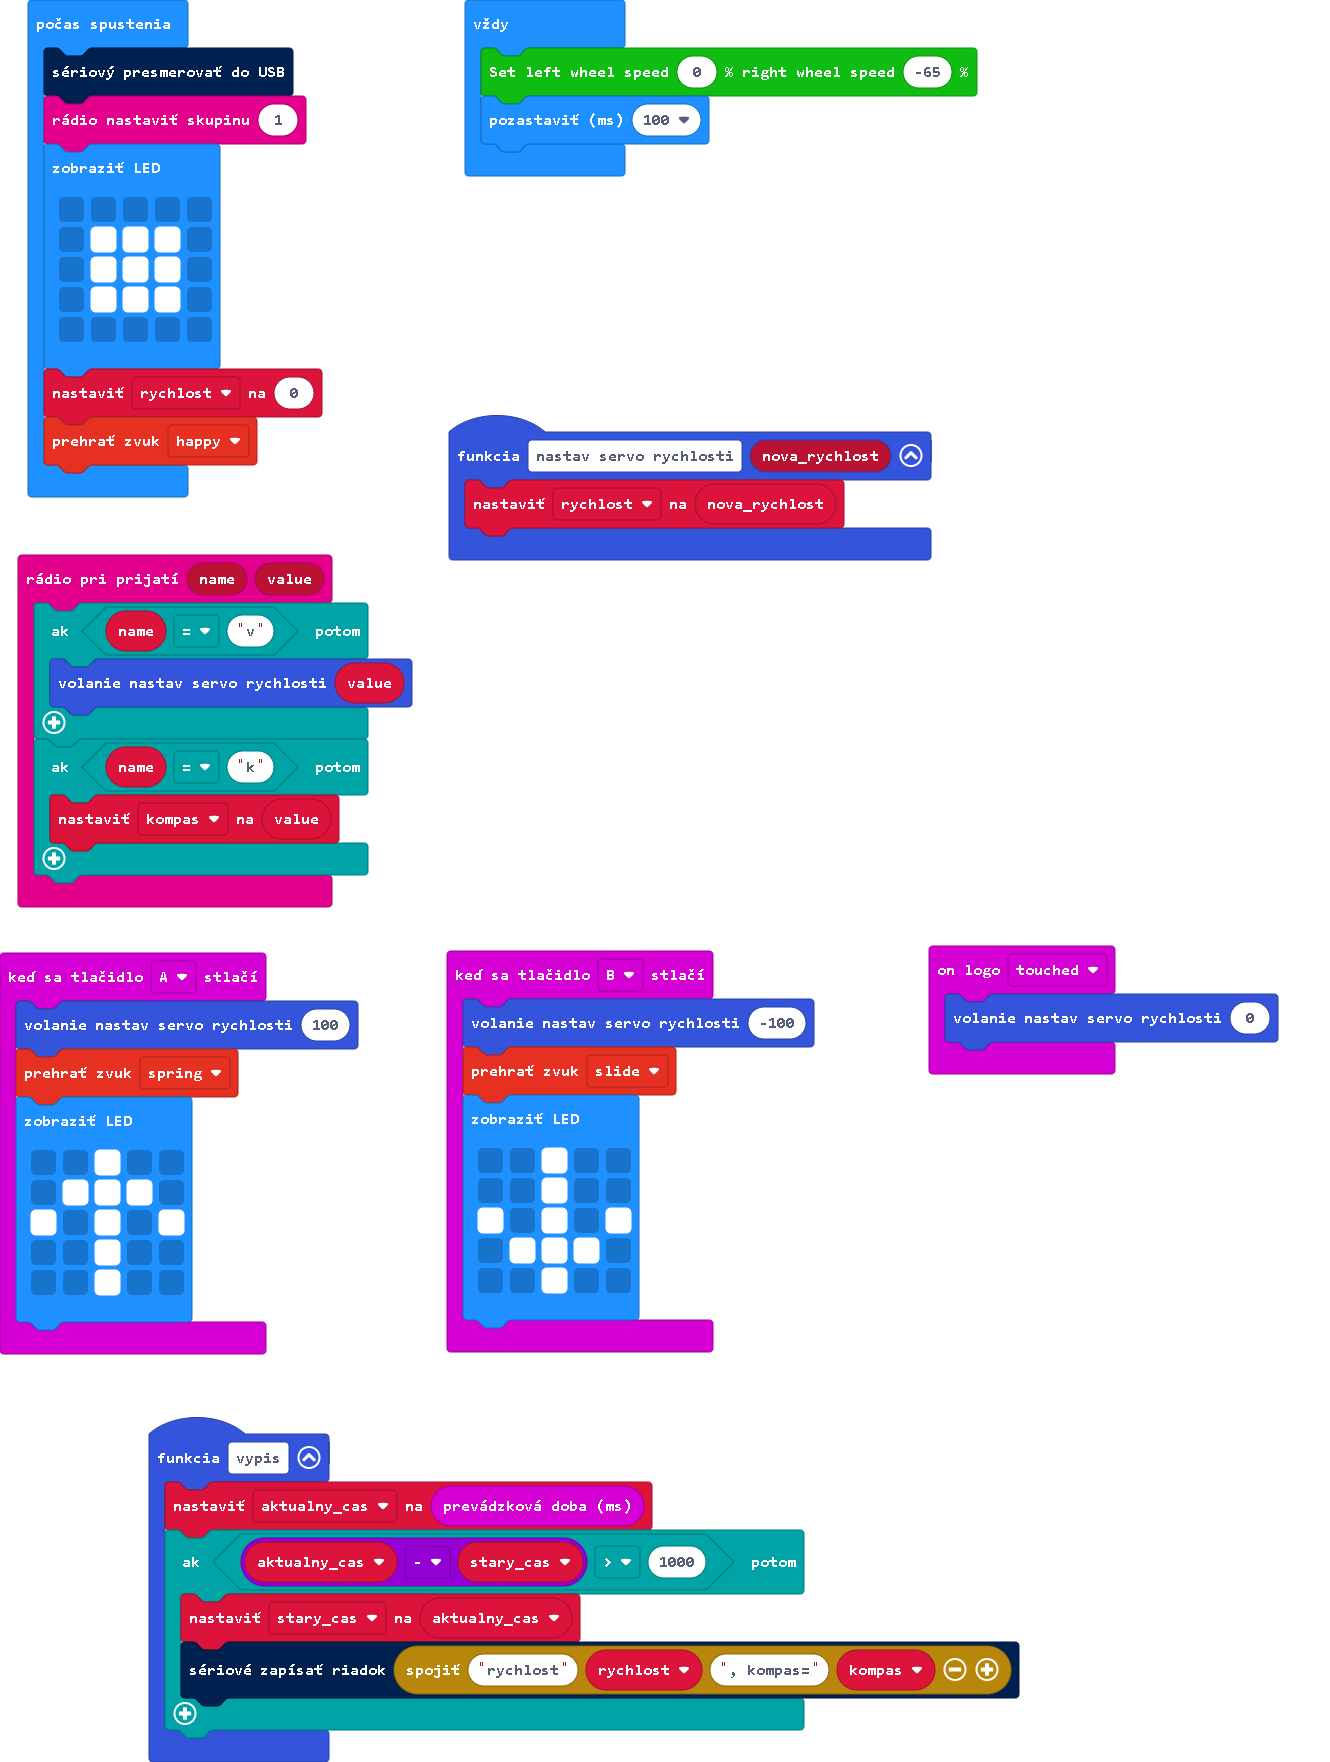 počas spustenia
sériový presmerovať do USB
rádio nastaviť skupinu 1
zobraziť LED
nastaviť rychlost na 0
prehrať zvuk happy
vždy
Set left wheel speed 0 % right wheel speed -65 %
pozastaviť (ms) 100
funkcia nastav servo rychlosti nova_rychlost
nastaviť rychlost na nova_rychlost
rádio pri prijatí name value
ak name = "v" potom
volanie nastav servo rychlosti value
ak name = "k" potom
nastaviť kompas na value
keď sa tlačidlo A stlačí
volanie nastav servo rychlosti 100
prehrať zvuk spring
zobraziť LED
keď sa tlačidlo B stlačí
volanie nastav servo rychlosti -100
prehrať zvuk slide
zobraziť LED
on logo touched
volanie nastav servo rychlosti 0
funkcia vypis
nastaviť aktualny_cas na prevádzková doba (ms)
ak aktualny_cas - stary_cas > 1000 potom
nastaviť stary_cas na aktualny_cas
sériové zapísať riadok spojiť "rychlost" rychlost ", kompas=" kompas